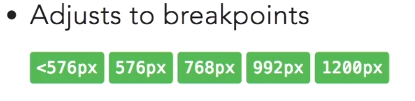 • Adjusts to breakpoints
<576px 576px 768px 992px 1200px